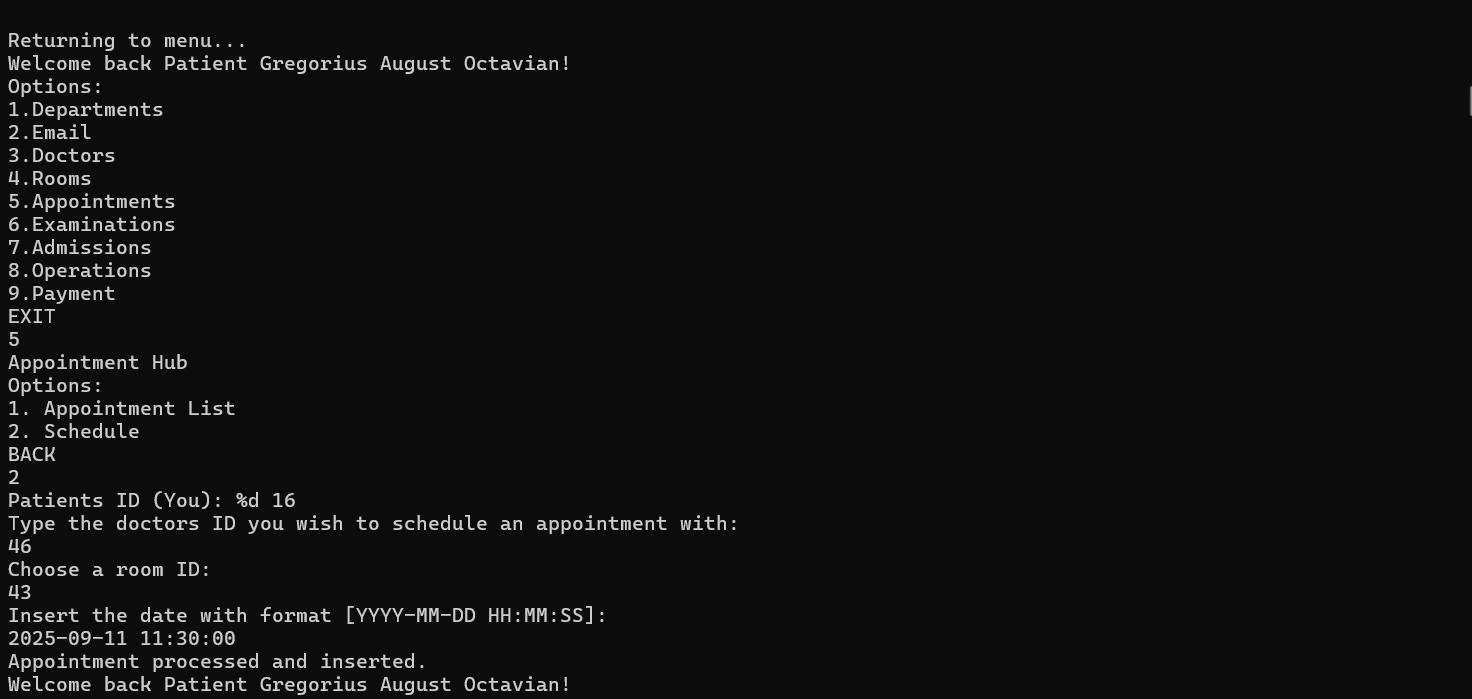 Returning to menu...
Welcome back Patient Gregorius August Octavian!
Options:
1.Departments
2.Email
3.Doctors
4.Rooms
5.Appointments
6.Examinations
7.Admissions
8.Operations
9.Payment
EXIT
5
Appointment Hub
Options:
1. Appointment List
2. Schedule
BACK
2
Patients ID (You): %d 16
Type the doctors ID you wish to schedule an appointment with:
46
Choose a room ID:
43
Insert the date with format [YYYY-MM-DD HH:MM:SS]:
2025-09-11 11:30:00
Appointment processed and inserted.
Welcome back Patient Gregorius August Octavian!